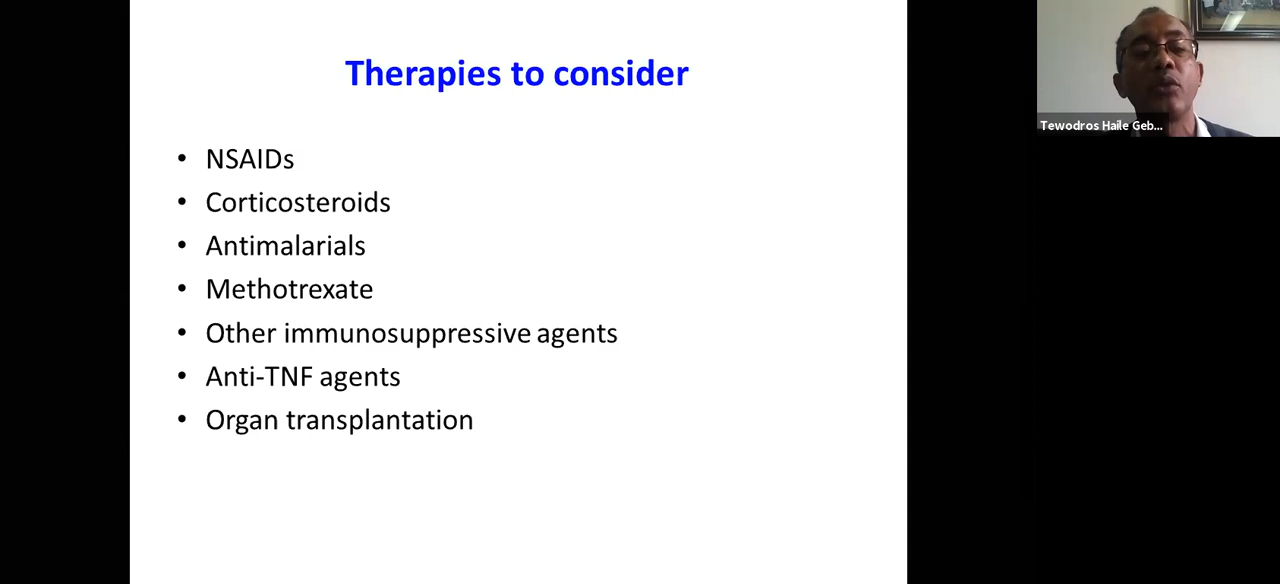 Therapies to consider
• NSAIDs
• Corticosteroids
• Antimalarials
• Methotrexate
• Other immunosuppressive agents
• Anti-TNF agents
• Organ transplantation
Tewodros Haile Geb...